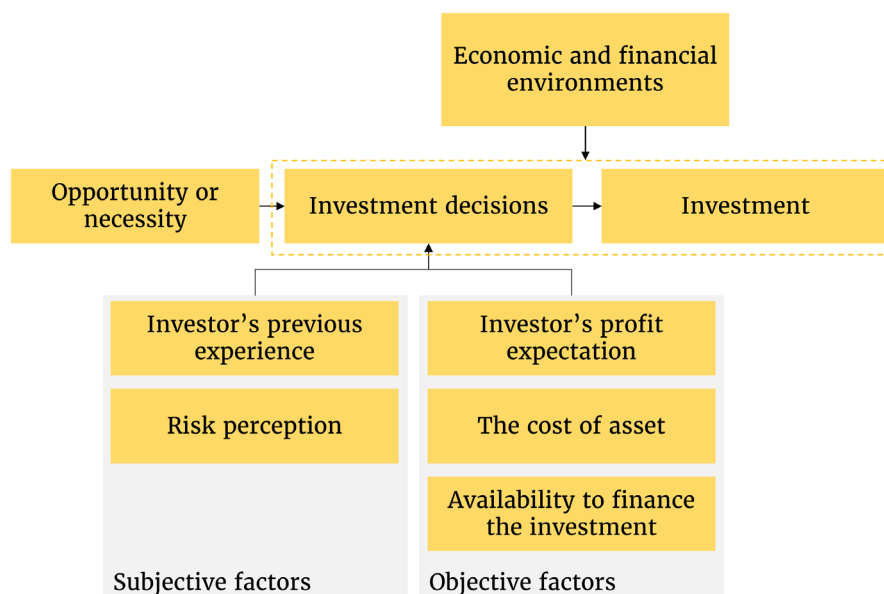 Economic and financial
environments
Opportunity or
necessity
Investment decisions
Investment
Investor’s previous
experience
Risk perception
Subjective factors
Investor’s profit
expectation
The cost of asset
Availability to finance
the investment
Objective factors